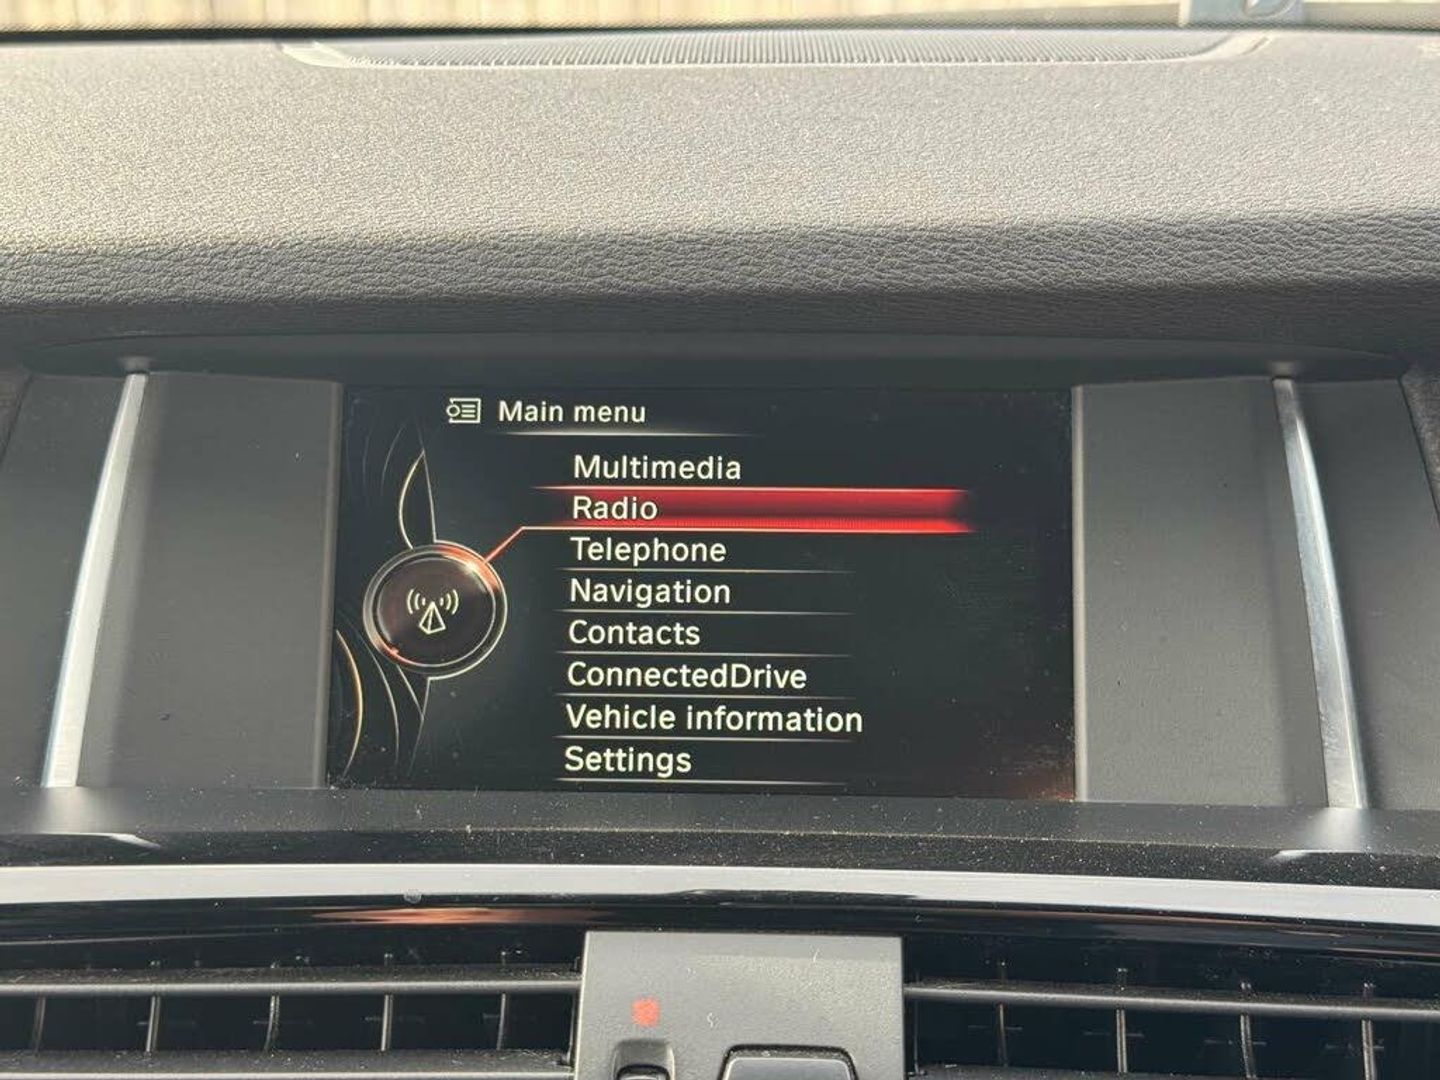 Main menu
Multimedia
Radio
Telephone
Navigation
Contacts
ConnectedDrive
Vehicle information
Settings